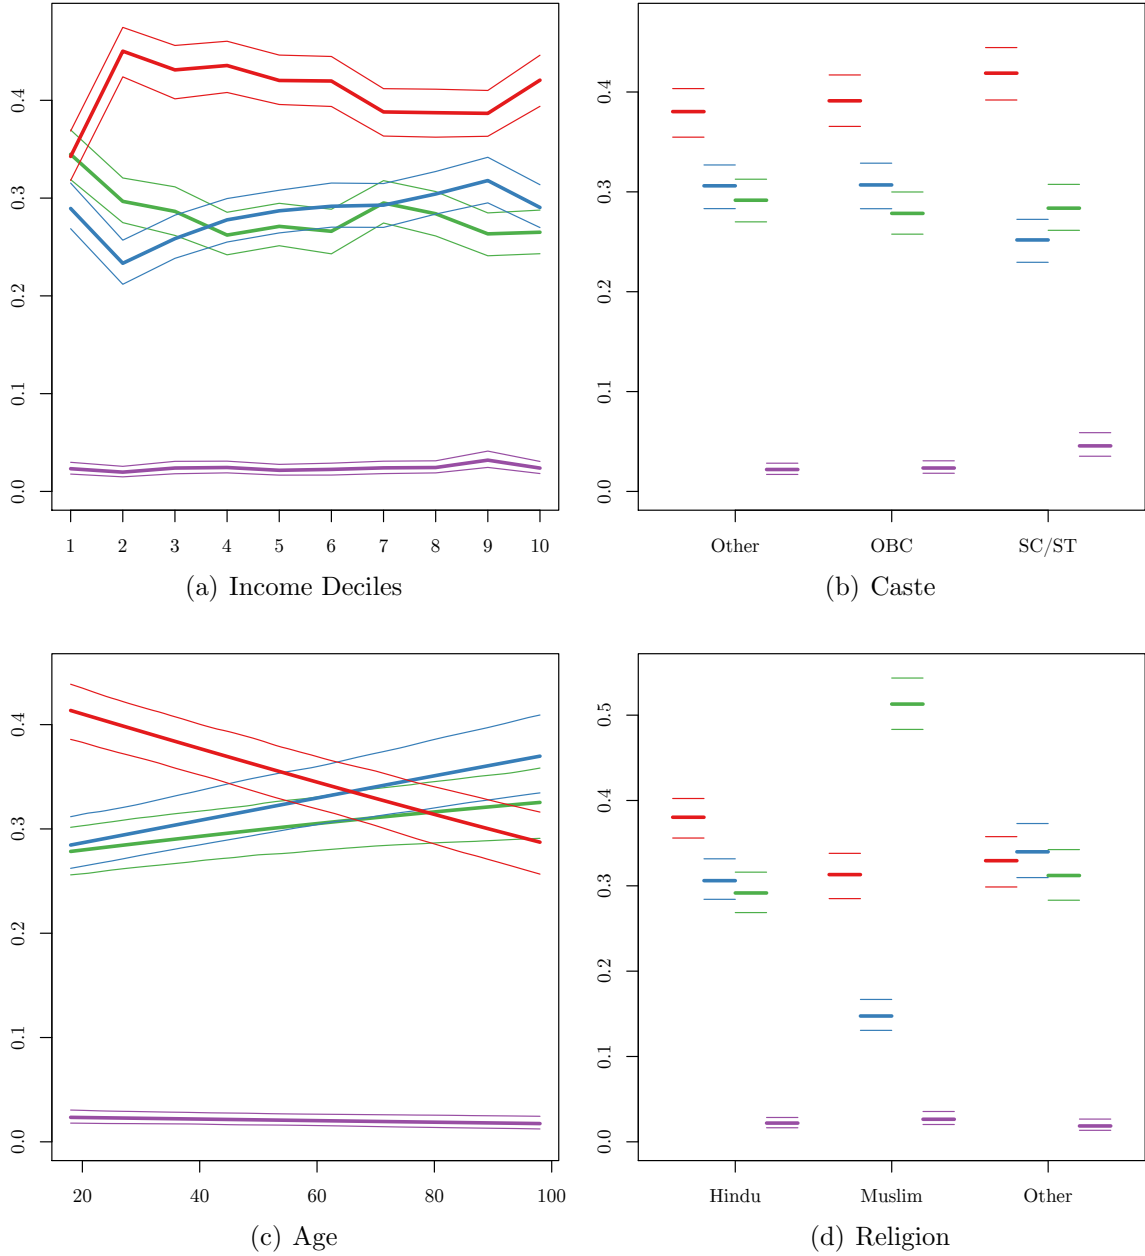 0.0 0.1 0.2 0.3 0.4
1 2 3 4 5 6 7 8 9 10
(a) Income Deciles
0.0 0.1 0.2 0.3 0.4
Other OBC SC/ST
(b) Caste
0.0 0.1 0.2 0.3 0.4
20 40 60 80 100
(c) Age
0.0 0.1 0.2 0.3 0.4 0.5
Hindu Muslim Other
(d) Religion